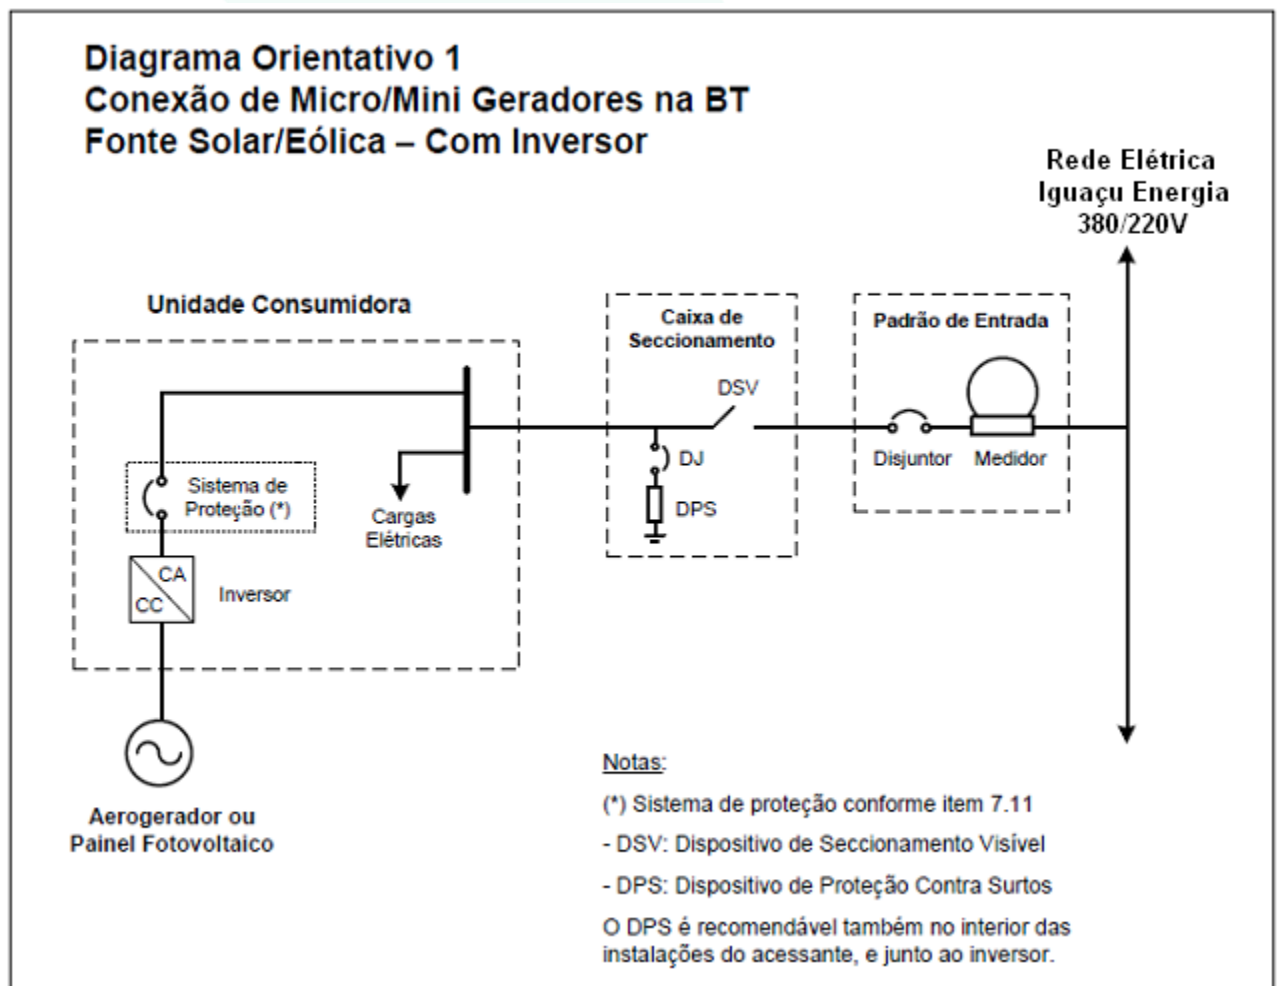 Diagrama Orientativo 1
Conexão de Micro/Mini Geradores na BT
Fonte Solar/Eólica – Com Inversor
Rede Elétrica
Iguaçu Energia
380/220V
Unidade Consumidora
Caixa de
Seccionamento
Padrão de Entrada
DSV
DJ
DPS
Disjuntor
Medidor
Sistema de
Proteção (*)
Cargas
Elétricas
CA
CC
Inversor
Aerogerador ou
Painel Fotovoltaico
Notas:
(*) Sistema de proteção conforme item 7.11
- DSV: Dispositivo de Seccionamento Visível
- DPS: Dispositivo de Proteção Contra Surtos
O DPS é recomendável também no interior das
instalações do acessante, e junto ao inversor.